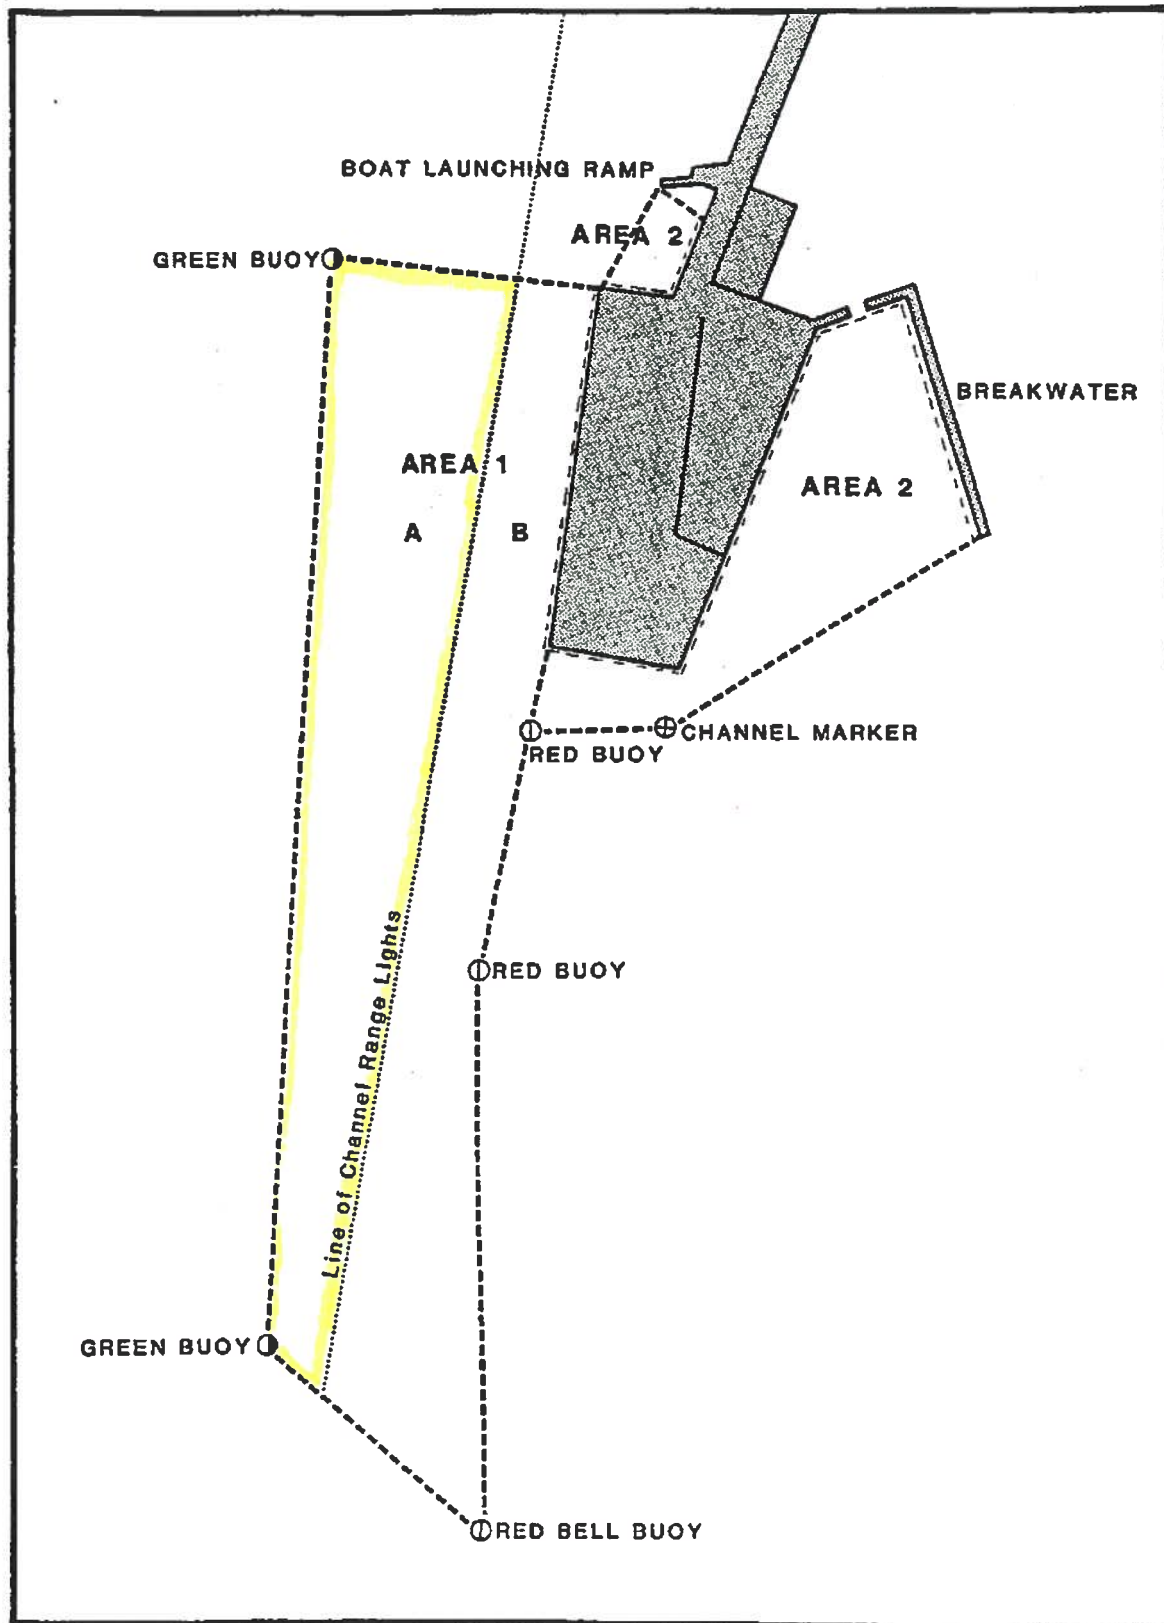 BOAT LAUNCHING RAMP
AREA 2
GREEN BUOY
BREAKWATER
AREA 1
AREA 2
A
B
CHANNEL MARKER
RED BUOY
RED BUOY
Line of Channel Range Lights
GREEN BUOY
RED BELL BUOY